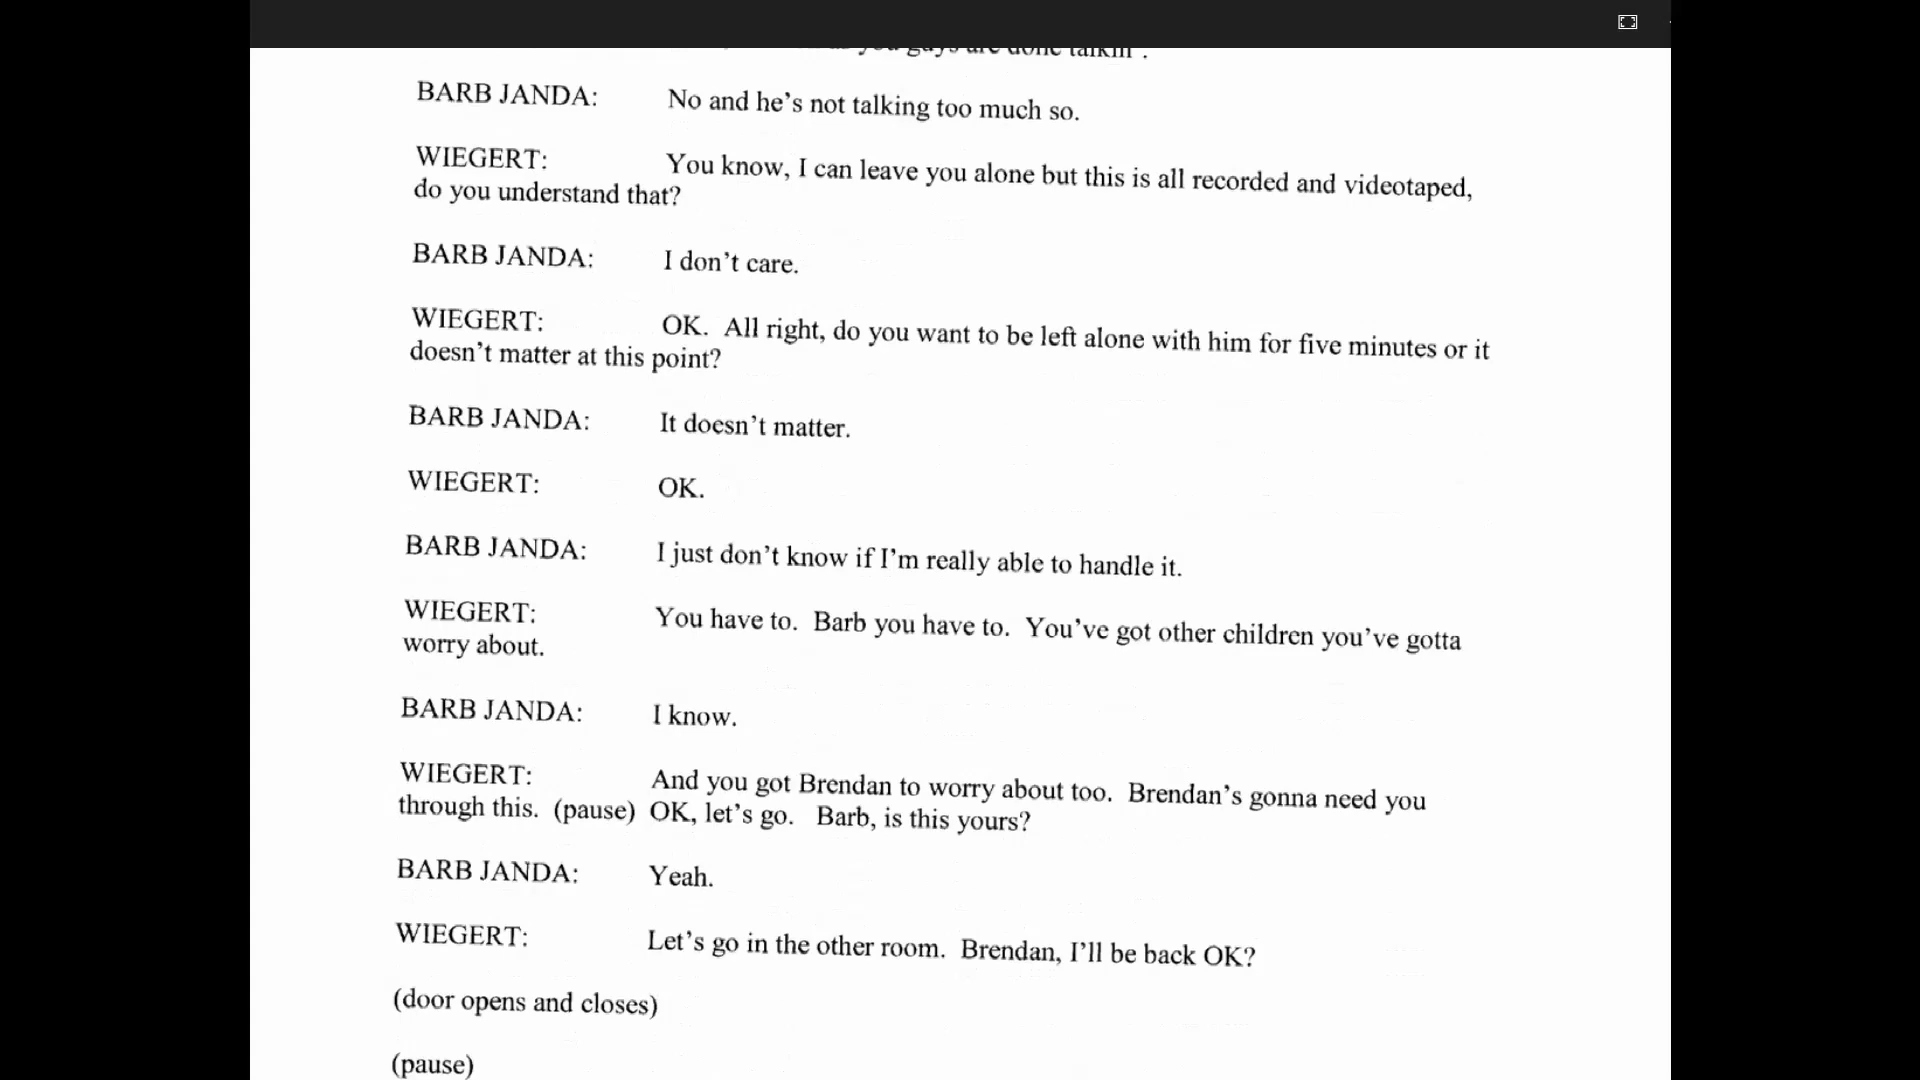 you guys are done talkin'.
BARB JANDA: No and he's not talking too much so.
WIEGERT: You know, I can leave you alone but this is all recorded and videotaped,
do you understand that?
BARB JANDA: I don't care.
WIEGERT: OK. All right, do you want to be left alone with him for five minutes or it
doesn't matter at this point?
BARB JANDA: It doesn't matter.
WIEGERT: OK.
BARB JANDA: I just don't know if I'm really able to handle it.
WIEGERT: You have to. Barb you have to. You've got other children you've gotta
worry about.
BARB JANDA: I know.
WIEGERT: And you got Brendan to worry about too. Brendan's gonna need you
through this. (pause) OK, let's go. Barb, is this yours?
BARB JANDA: Yeah.
WIEGERT: Let's go in the other room. Brendan, I'll be back OK?
(door opens and closes)
(pause)